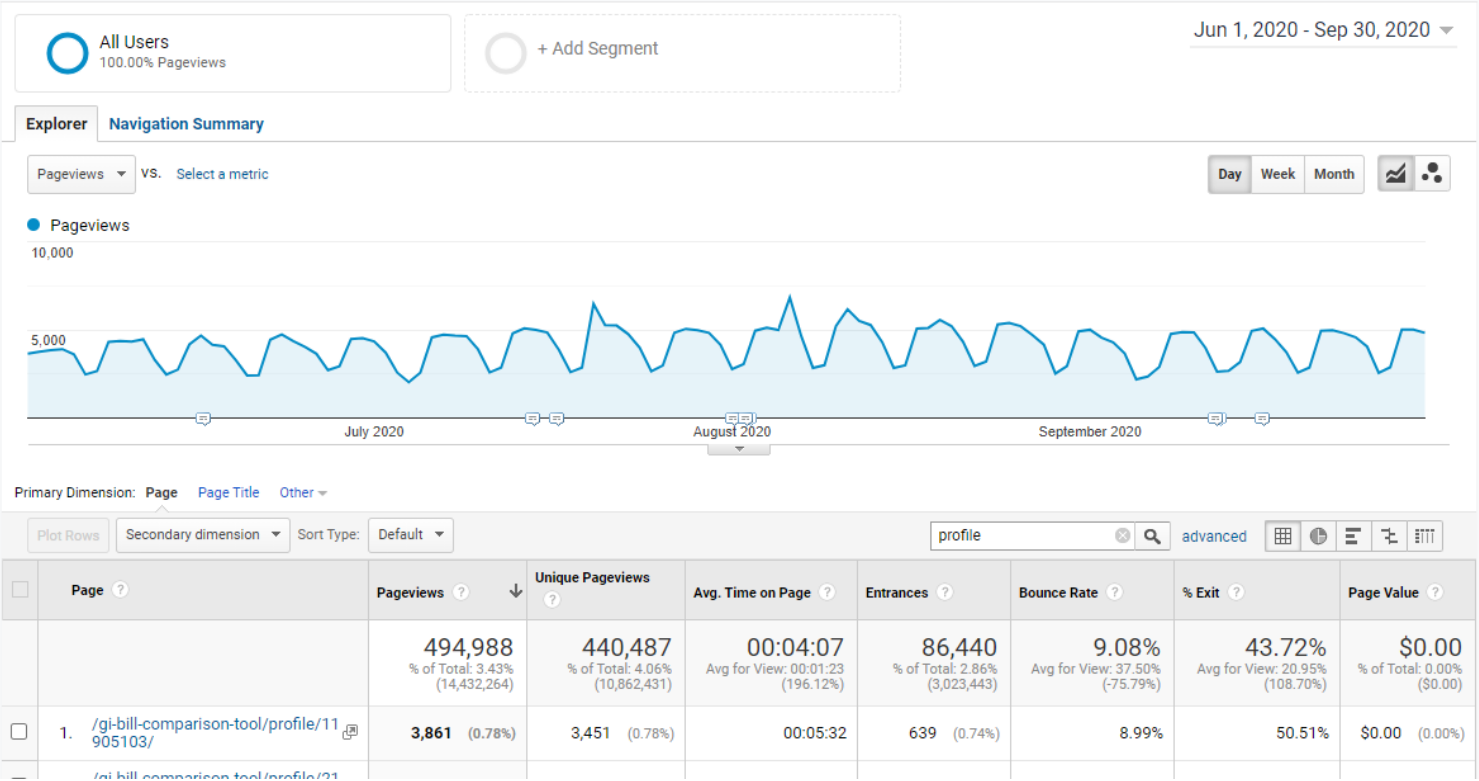 All Users
100.00% Pageviews
+ Add Segment
Jun 1, 2020 - Sep 30, 2020
Explorer
Navigation Summary
Pageviews
VS.
Select a metric
Day
Week
Month
Pageviews
10,000
5,000
July 2020
August 2020
September 2020
Primary Dimension:
Page
Page Title
Other
Plot Rows
Secondary dimension
Sort Type:
Default
profile
advanced
Page ?
Pageviews ?
Unique Pageviews
?
Avg. Time on Page ?
Entrances ?
Bounce Rate ?
% Exit ?
Page Value ?
494,988
% of Total: 3.43%
(14,432,264)
440,487
% of Total: 4.06%
(10,862,431)
00:04:07
Avg for View: 00:01:23
(196.12%)
86,440
% of Total: 2.86%
(3,023,443)
9.08%
Avg for View: 37.50%
(-75.79%)
43.72%
Avg for View: 20.95%
(108.70%)
$0.00
% of Total: 0.00%
($0.00)
1.
/gi-bill-comparison-tool/profile/11
905103/
3,861 (0.78%)
3,451 (0.78%)
00:05:32
639 (0.74%)
8.99%
50.51%
$0.00 (0.00%)
/gi-bill-comparison-tool/profile/21